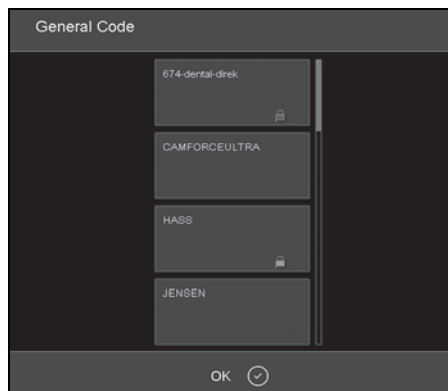 General Code
674-dental-direk
CAMFORCEULTRA
HASS
JENSEN
OK